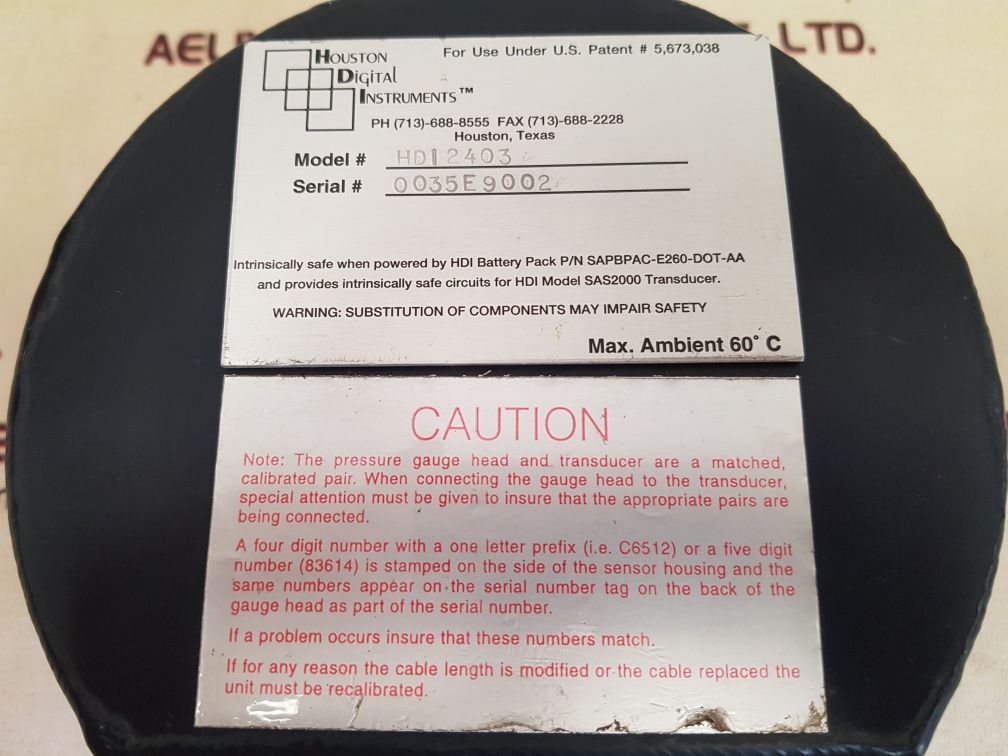 AEL
LTD.
HOUSTON
DIGITAL
INSTRUMENTS™
For Use Under U.S. Patent # 5,673,038
PH (713)-688-8555 FAX (713)-688-2228
Houston, Texas
Model # HDI2403
Serial # 0035E9002
Intrinsically safe when powered by HDI Battery Pack P/N SAPBPAC-E260-DOT-AA
and provides intrinsically safe circuits for HDI Model SAS2000 Transducer.
WARNING: SUBSTITUTION OF COMPONENTS MAY IMPAIR SAFETY
Max. Ambient 60° C
CAUTION
Note: The pressure gauge head and transducer are a matched,
calibrated pair. When connecting the gauge head to the transducer,
special attention must be given to insure that the appropriate pairs are
being connected.
A four digit number with a one letter prefix (i.e. C6512) or a five digit
number (83614) is stamped on the side of the sensor housing and the
same numbers appear on the serial number tag on the back of the
gauge head as part of the serial number.
If a problem occurs insure that these numbers match.
If for any reason the cable length is modified or the cable replaced the
unit must be recalibrated.